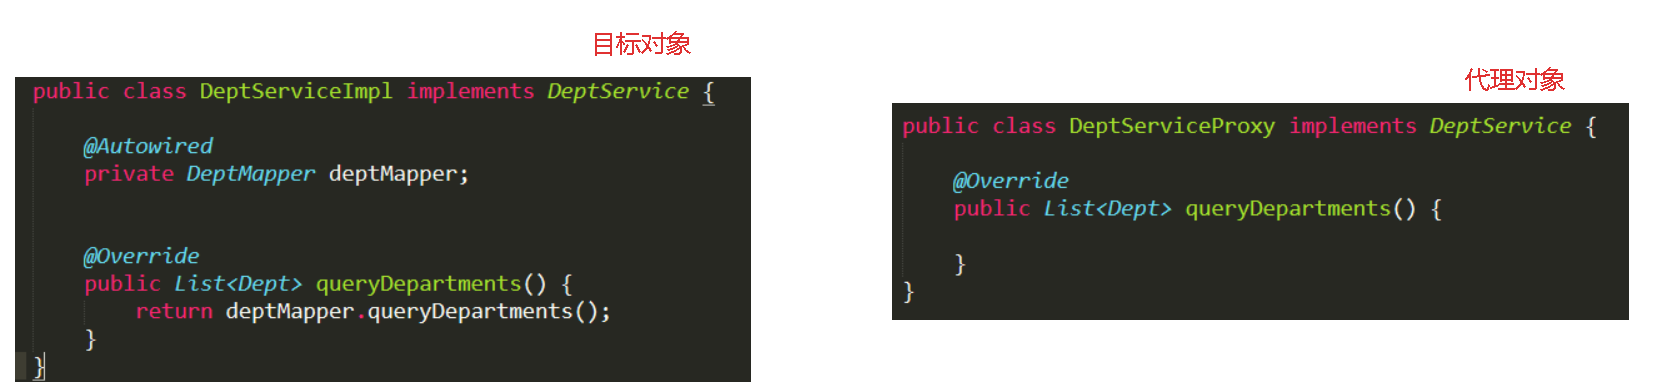 目标对象
public class DeptServiceImpl implements DeptService {
@Autowired
private DeptMapper deptMapper;
@Override
public List<Dept> queryDepartments() {
return deptMapper.queryDepartments();
}
}
代理对象
public class DeptServiceProxy implements DeptService {
@Override
public List<Dept> queryDepartments() {
}
}